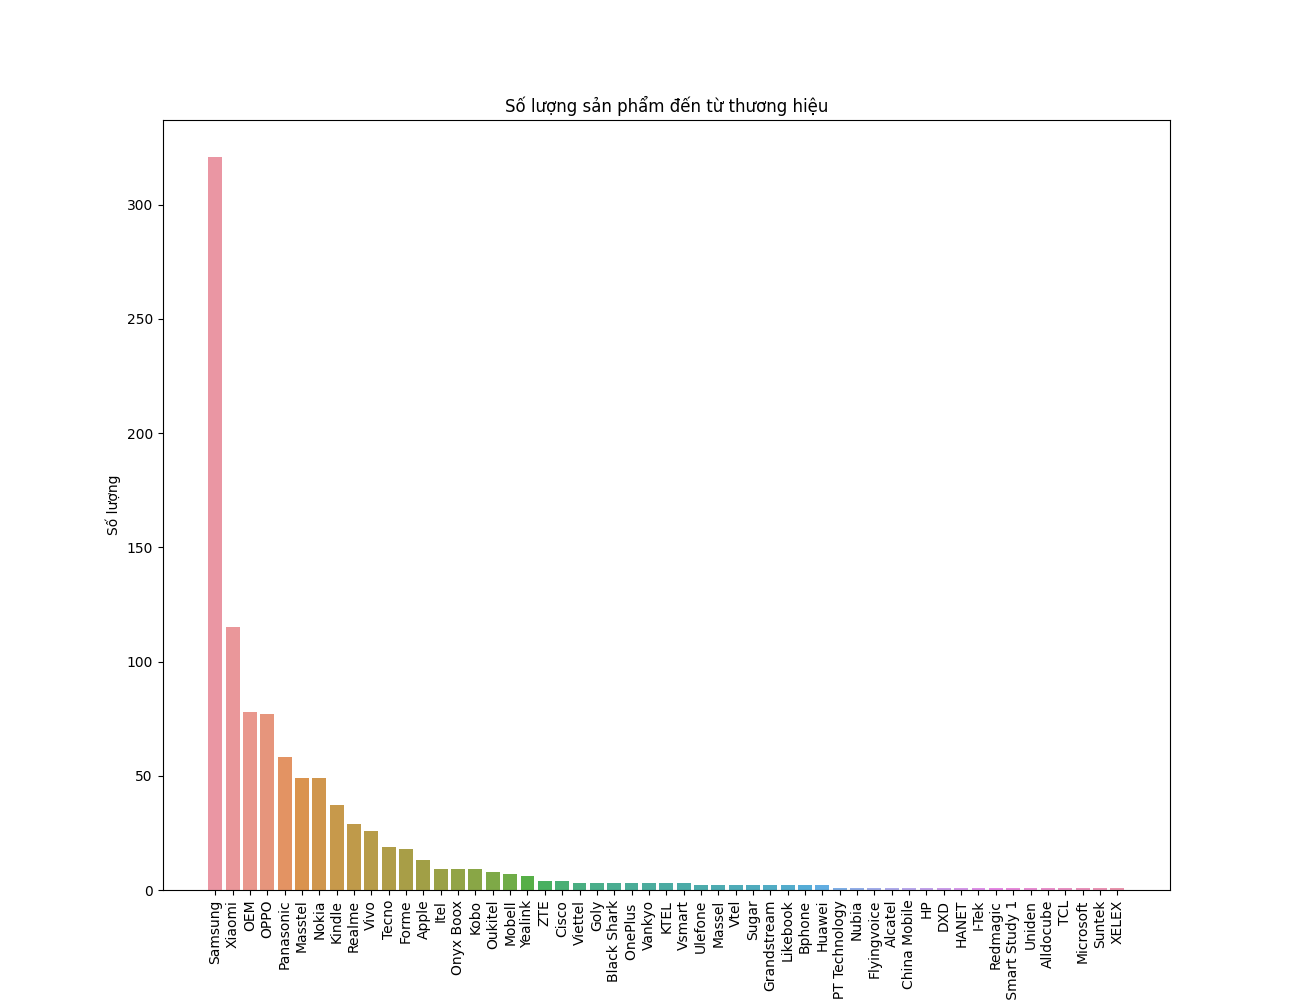 Số lượng sản phẩm đến từ thương hiệu
Số lượng
300
250
200
150
100
50
0
Samsung
Xiaomi
OEM
OPPO
Panasonic
Masstel
Nokia
Kindle
Realme
Vivo
Tecno
Forme
Apple
Itel
Onyx Boox
Kobo
Oukitel
Mobell
Yealink
ZTE
Cisco
Viettel
Goly
Black Shark
OnePlus
Vankyo
KTEL
Vsmart
Ulefone
Massel
Vtel
Sugar
Grandstream
Likebook
Bphone
Huawei
PT Technology
Nubia
Flyingvoice
Alcatel
China Mobile
HP
DXD
HANET
I-Tek
Redmagic
Smart Study 1
Uniden
Alldocube
TCL
Microsoft
Suntek
XELEX